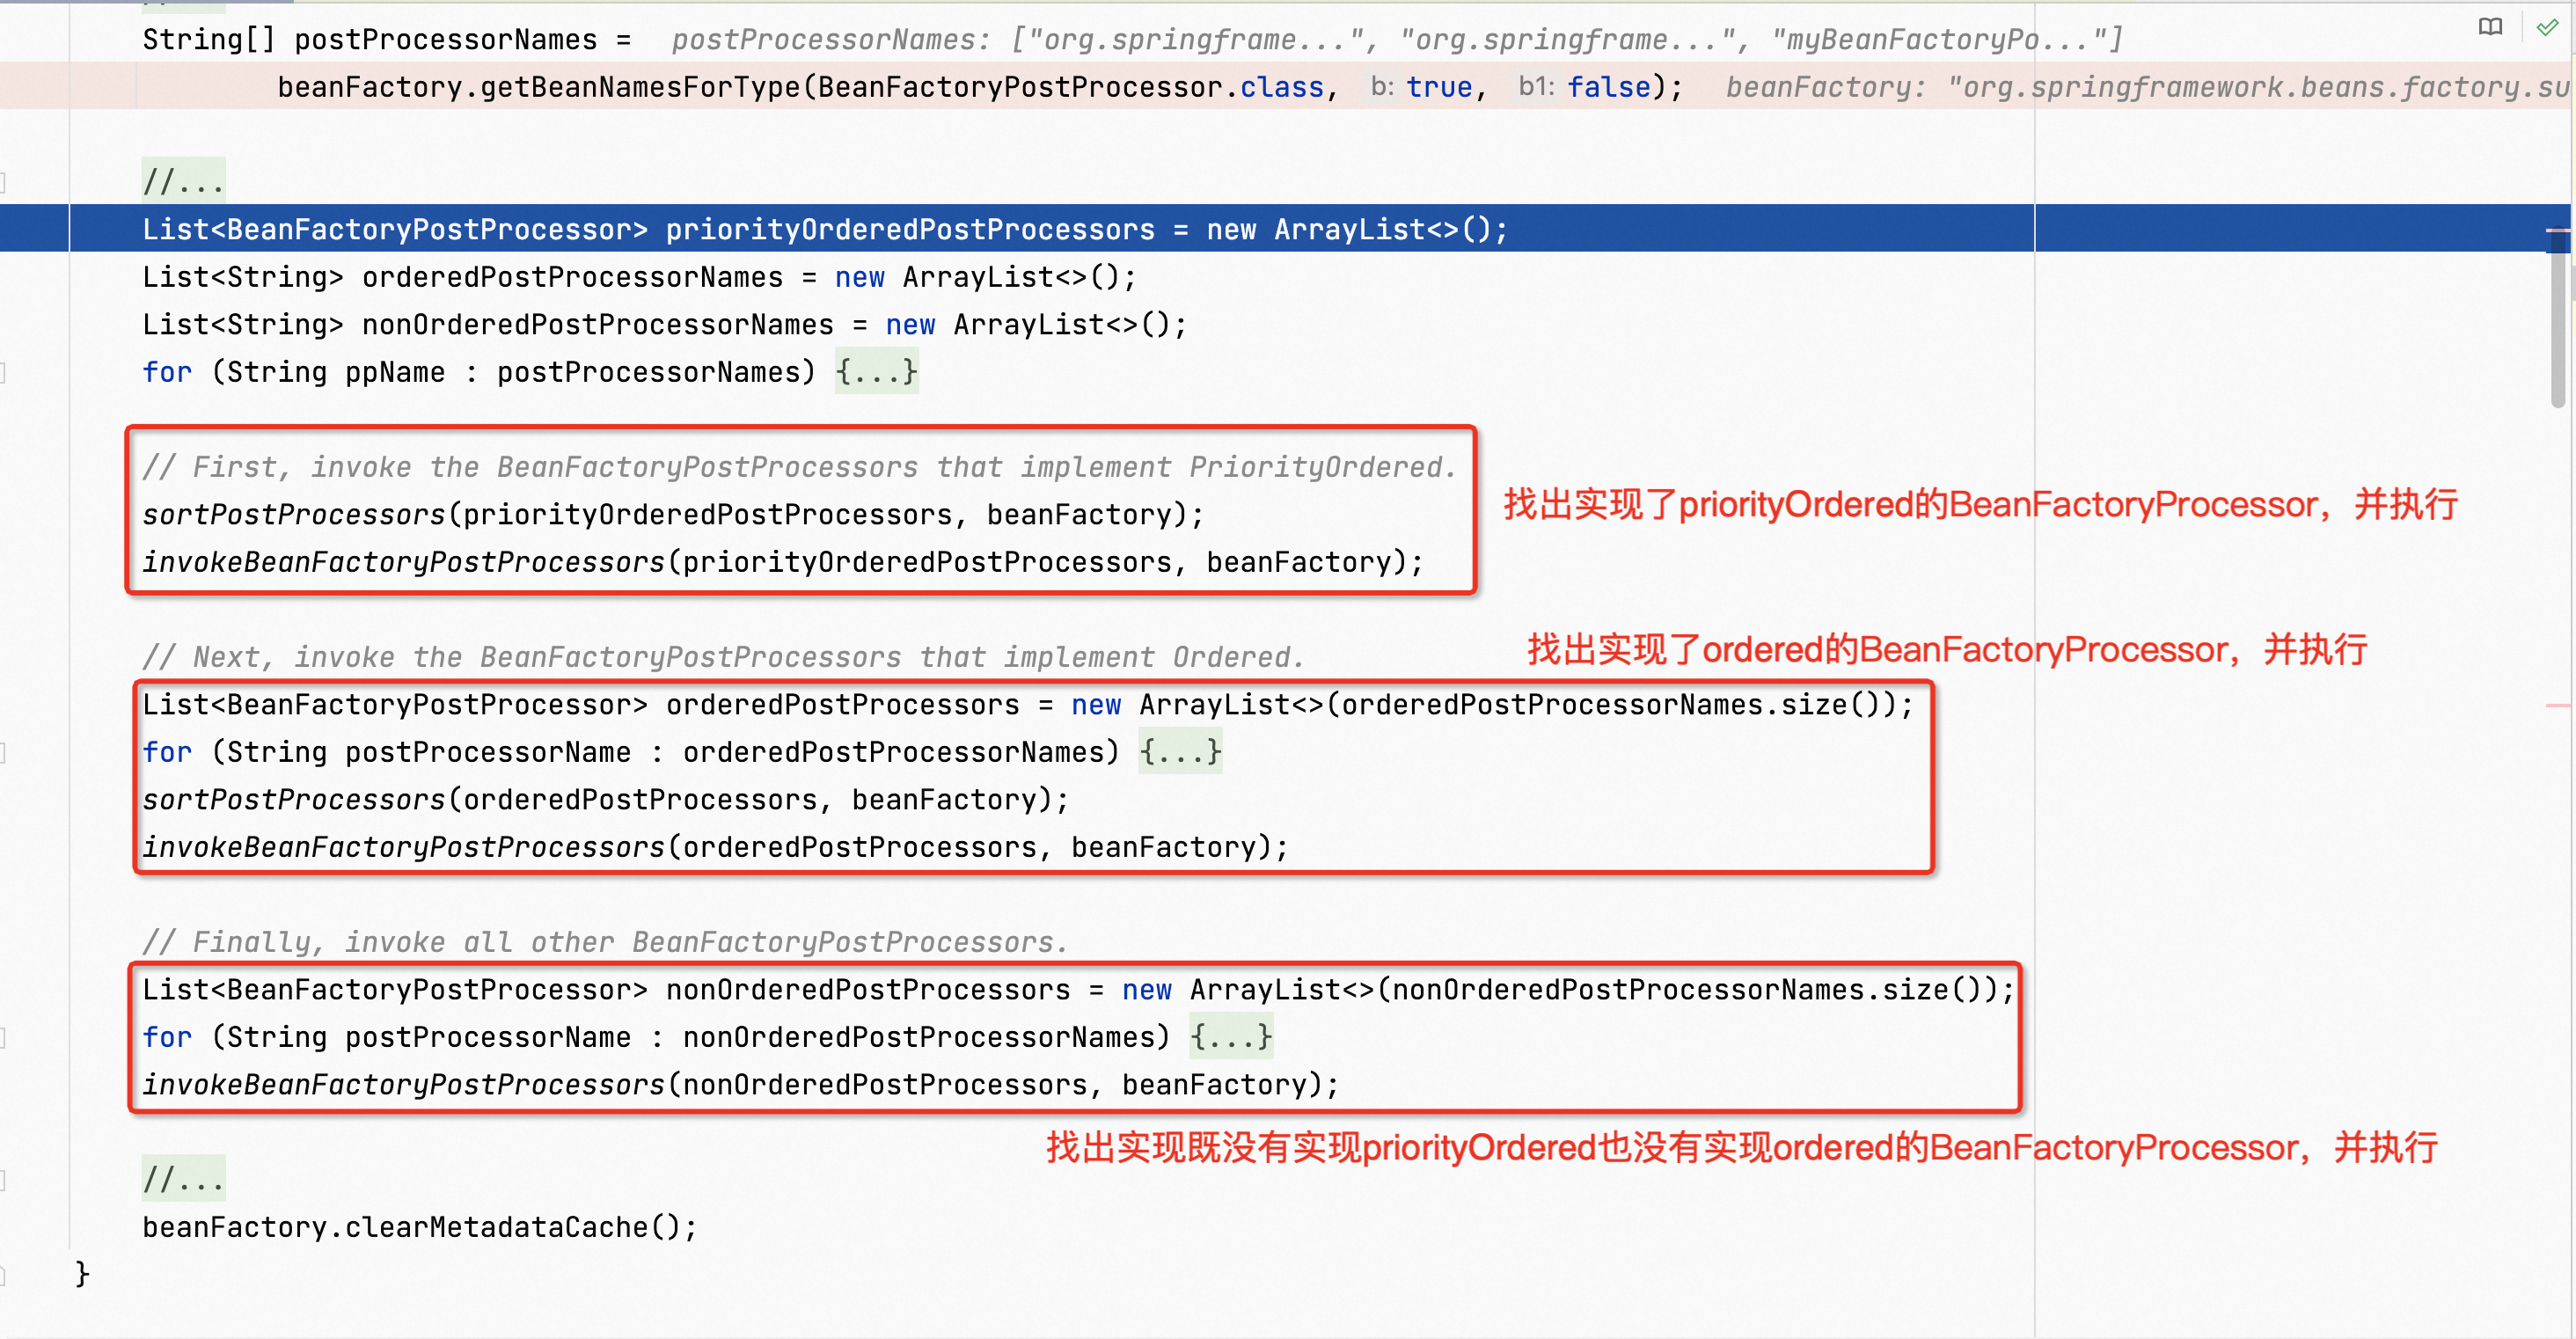 String[] postProcessorNames = postProcessorNames: ["org.springframe...", "org.springframe...", "myBeanFactoryPo..."]
beanFactory.getBeanNamesForType(BeanFactoryPostProcessor.class, b: true, b1: false); beanFactory: "org.springframework.beans.factory.su
//...
List<BeanFactoryPostProcessor> priorityOrderedPostProcessors = new ArrayList<>();
List<String> orderedPostProcessorNames = new ArrayList<>();
List<String> nonOrderedPostProcessorNames = new ArrayList<>();
for (String ppName : postProcessorNames) {...}
// First, invoke the BeanFactoryPostProcessors that implement PriorityOrdered.
sortPostProcessors(priorityOrderedPostProcessors, beanFactory);
找出实现了priorityOrdered的BeanFactoryProcessor，并执行
invokeBeanFactoryPostProcessors(priorityOrderedPostProcessors, beanFactory);
// Next, invoke the BeanFactoryPostProcessors that implement Ordered.
找出实现了ordered的BeanFactoryProcessor，并执行
List<BeanFactoryPostProcessor> orderedPostProcessors = new ArrayList<>(orderedPostProcessorNames.size());
for (String postProcessorName : orderedPostProcessorNames) {...}
sortPostProcessors(orderedPostProcessors, beanFactory);
invokeBeanFactoryPostProcessors(orderedPostProcessors, beanFactory);
// Finally, invoke all other BeanFactoryPostProcessors.
List<BeanFactoryPostProcessor> nonOrderedPostProcessors = new ArrayList<>(nonOrderedPostProcessorNames.size());
for (String postProcessorName : nonOrderedPostProcessorNames) {...}
invokeBeanFactoryPostProcessors(nonOrderedPostProcessors, beanFactory);
找出实现既没有实现priorityOrdered也没有实现ordered的BeanFactoryProcessor，并执行
//...
beanFactory.clearMetadataCache();
}